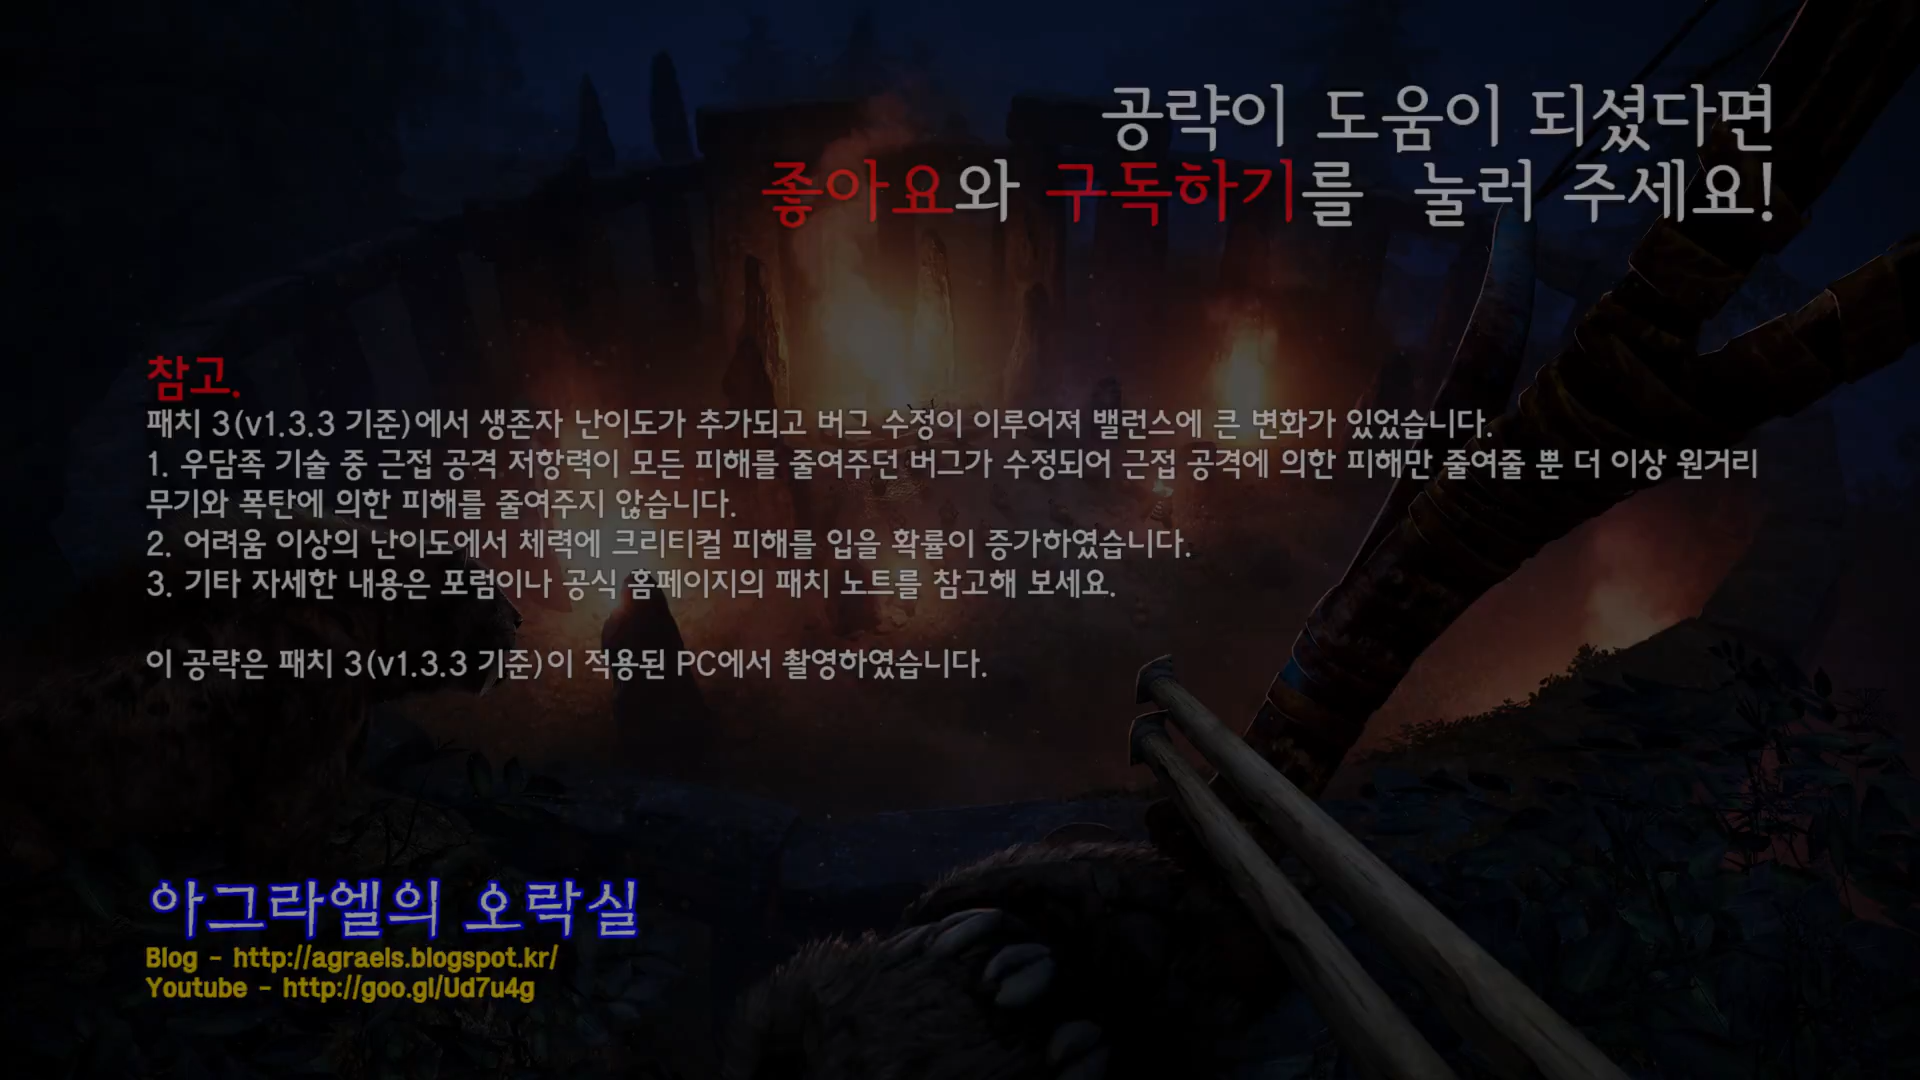 공략이 도움이 되셨다면
좋아요와 구독하기를 눌러 주세요!
참고.
패치 3(v1.3.3 기준)에서 생존자 난이도가 추가되고 버그 수정이 이루어져 밸런스에 큰 변화가 있었습니다.
1. 우담족 기술 중 근접 공격 저항력이 모든 피해를 줄여주던 버그가 수정되어 근접 공격에 의한 피해만 줄여줄 뿐 더 이상 원거리
무기와 폭탄에 의한 피해를 줄여주지 않습니다.
2. 어려움 이상의 난이도에서 체력에 크리티컬 피해를 입을 확률이 증가하였습니다.
3. 기타 자세한 내용은 포럼이나 공식 홈페이지의 패치 노트를 참고해 보세요.
이 공략은 패치 3(v1.3.3 기준)이 적용된 PC에서 촬영하였습니다.
아그라엘의 오락실
Blog - http://agraels.blogspot.kr/
Youtube - http://goo.gl/Ud7u4g